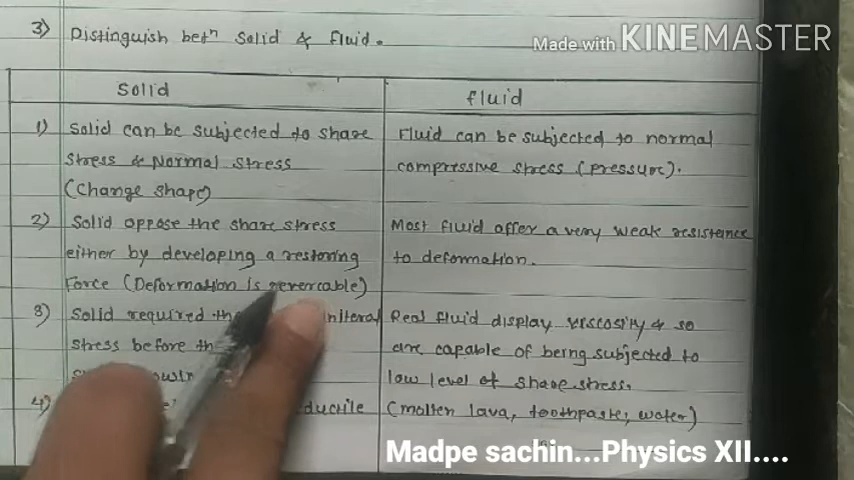 3) Distinguish betn Solid & Fluid.
Made with KINEMASTER
Solid
fluid
1) Solid can be subjected to share
Stress & Normal Stress
(Change Shape)
Fluid can be subjected to normal
compressive stress (pressure).
2) Solid oppose the share stress
either by developing a restoring
Force (Deformation is revercable)
Most fluid offer a very weak resistance
to deformation.
3) Solid required
stress before
Real fluid display viscosity & so
are capable of being subjected to
low level of share stress.
4) ductile
(molten lava, toothpaste, water)
Madpe sachin...Physics XII....